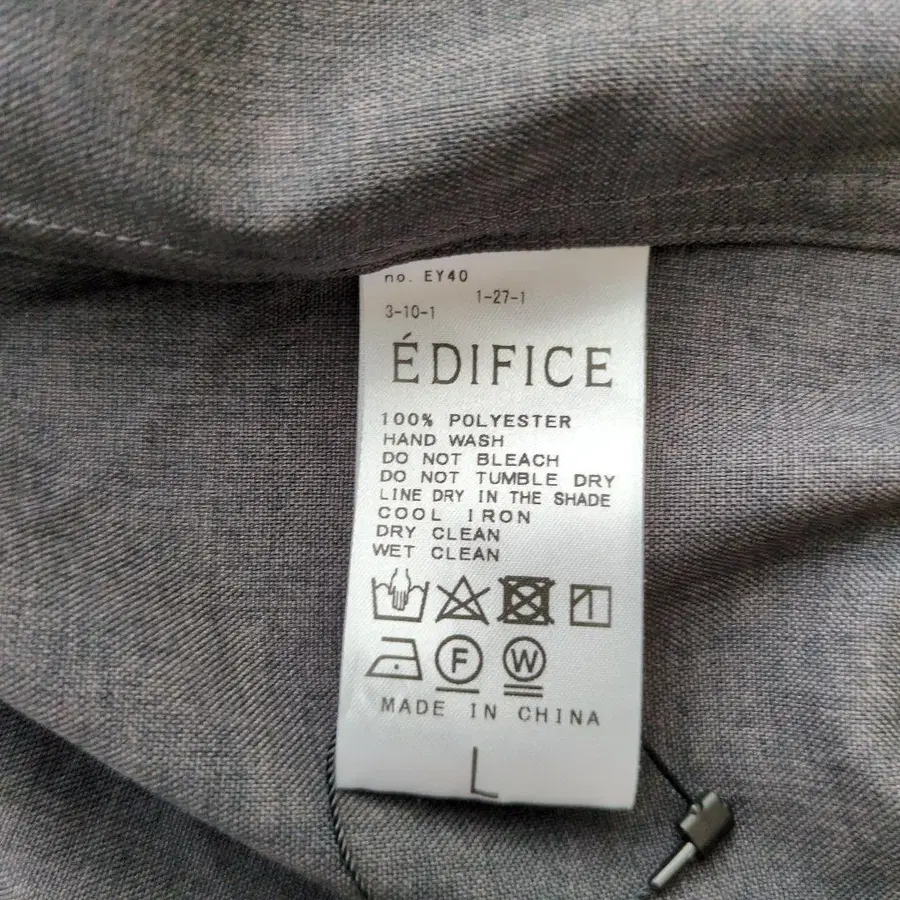 no. EY40
1-27-1
3-10-1
ÉDIFICE
100% POLYESTER
HAND WASH
DO NOT BLEACH
DO NOT TUMBLE DRY
LINE DRY IN THE SHADE
COOL IRON
DRY CLEAN
WET CLEAN
F W
MADE IN CHINA
L